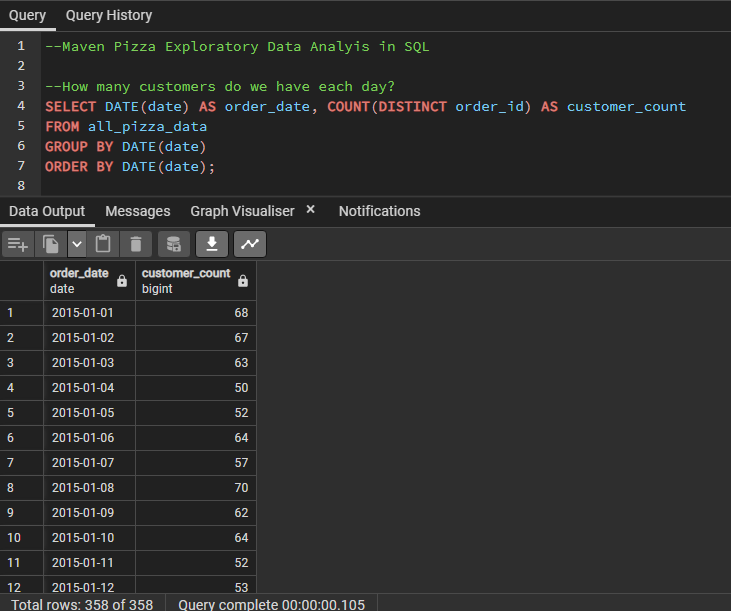 Query Query History
1 --Maven Pizza Exploratory Data Analyis in SQL
2
3 --How many customers do we have each day?
4 SELECT DATE(date) AS order_date, COUNT(DISTINCT order_id) AS customer_count
5 FROM all_pizza_data
6 GROUP BY DATE(date)
7 ORDER BY DATE(date);
8
Data Output Messages Graph Visualiser × Notifications
order_date customer_count
date bigint
1 2015-01-01 68
2 2015-01-02 67
3 2015-01-03 63
4 2015-01-04 50
5 2015-01-05 52
6 2015-01-06 64
7 2015-01-07 57
8 2015-01-08 70
9 2015-01-09 62
10 2015-01-10 64
11 2015-01-11 52
12 2015-01-12 53
Total rows: 358 of 358 Query complete 00:00:00.105